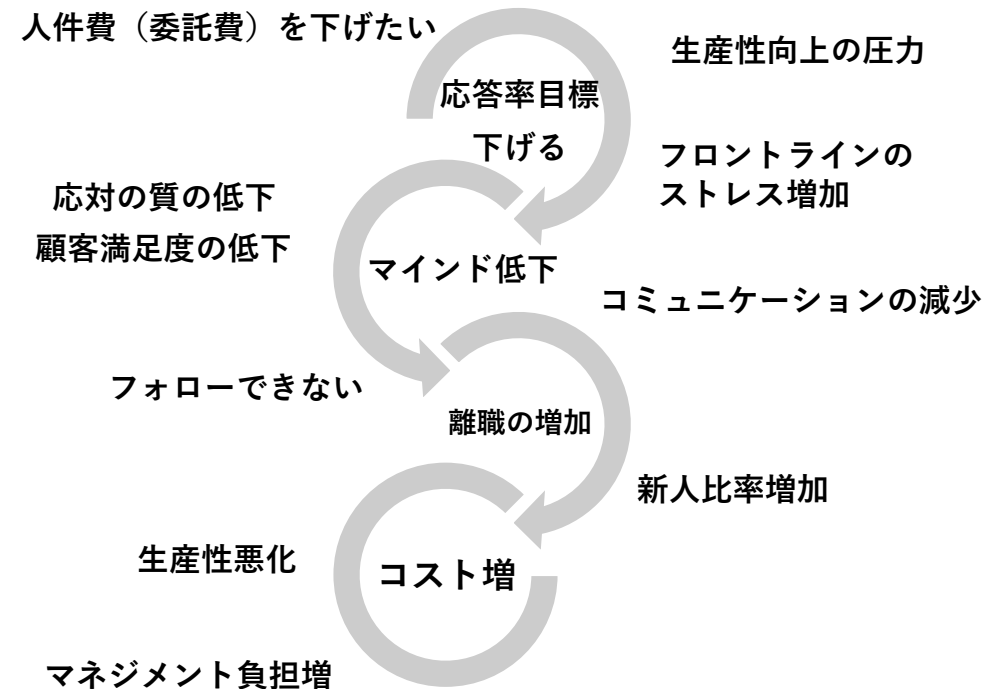 人件費（委託費）を下げたい
生産性向上の圧力
応答率目標
下げる
フロントラインの
ストレス増加
応対の質の低下
顧客満足度の低下
マインド低下
コミュニケーションの減少
フォローできない
離職の増加
新人比率増加
生産性悪化
コスト増
マネジメント負担増